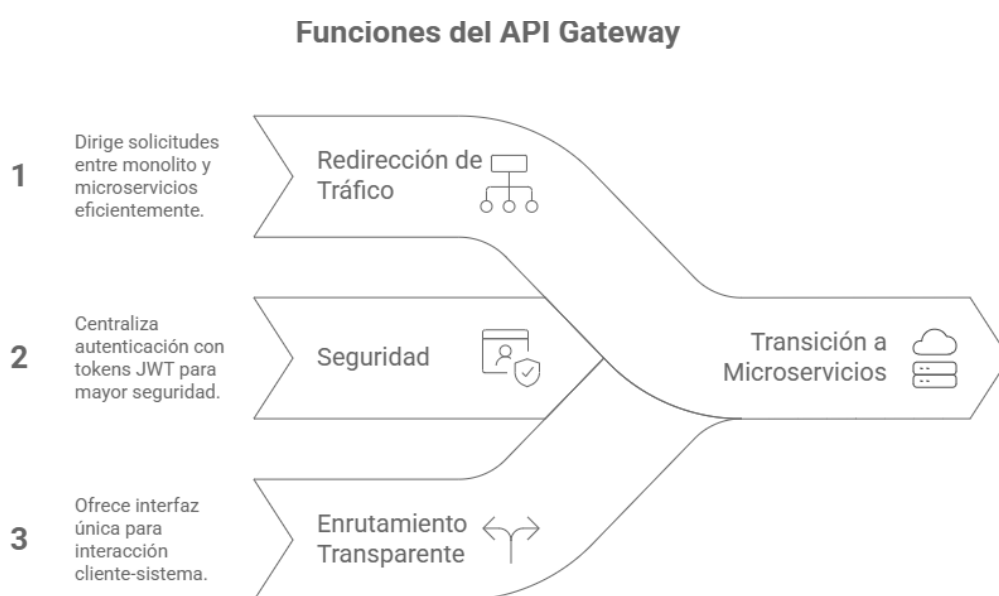 Funciones del API Gateway
1
Dirige solicitudes
entre monolito y
microservicios
eficientemente.
Redirección de
Tráfico
2
Centraliza
autenticación con
tokens JWT para
mayor seguridad.
Seguridad
Transición a
Microservicios
3
Ofrece interfaz
única para
interacción
cliente-sistema.
Enrutamiento
Transparente